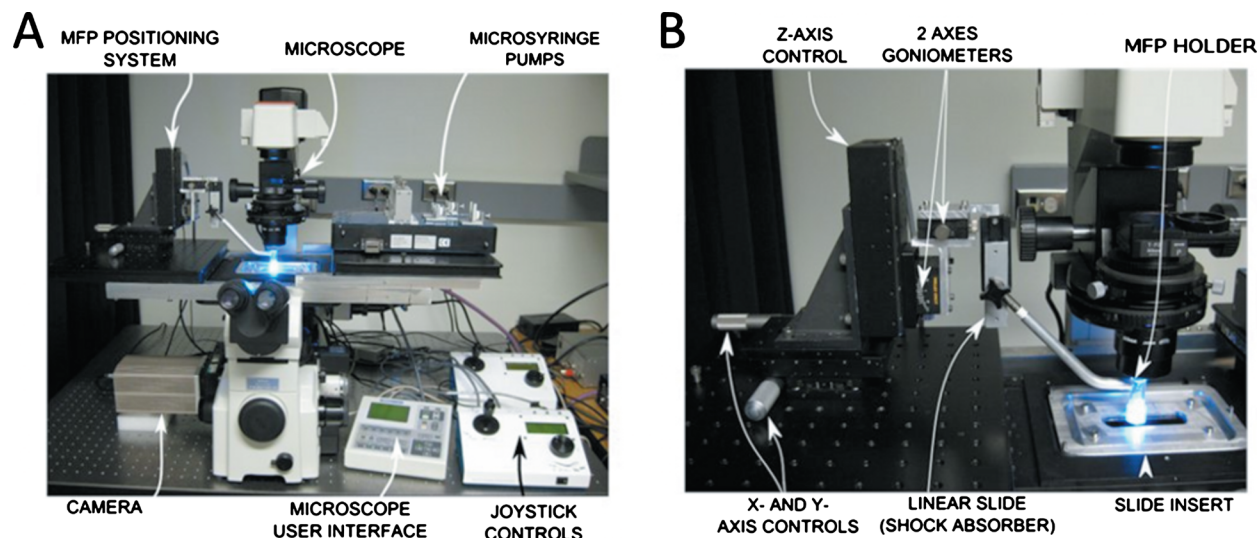 A
MFP POSITIONING
SYSTEM
MICROSCOPE
MICROSYRINGE
PUMPS
CAMERA
MICROSCOPE
USER INTERFACE
JOYSTICK
CONTROLS
B
Z-AXIS
CONTROL
2 AXES
GONIOMETERS
MFP HOLDER
X- AND Y-
AXIS CONTROLS
LINEAR SLIDE
(SHOCK ABSORBER)
SLIDE INSERT